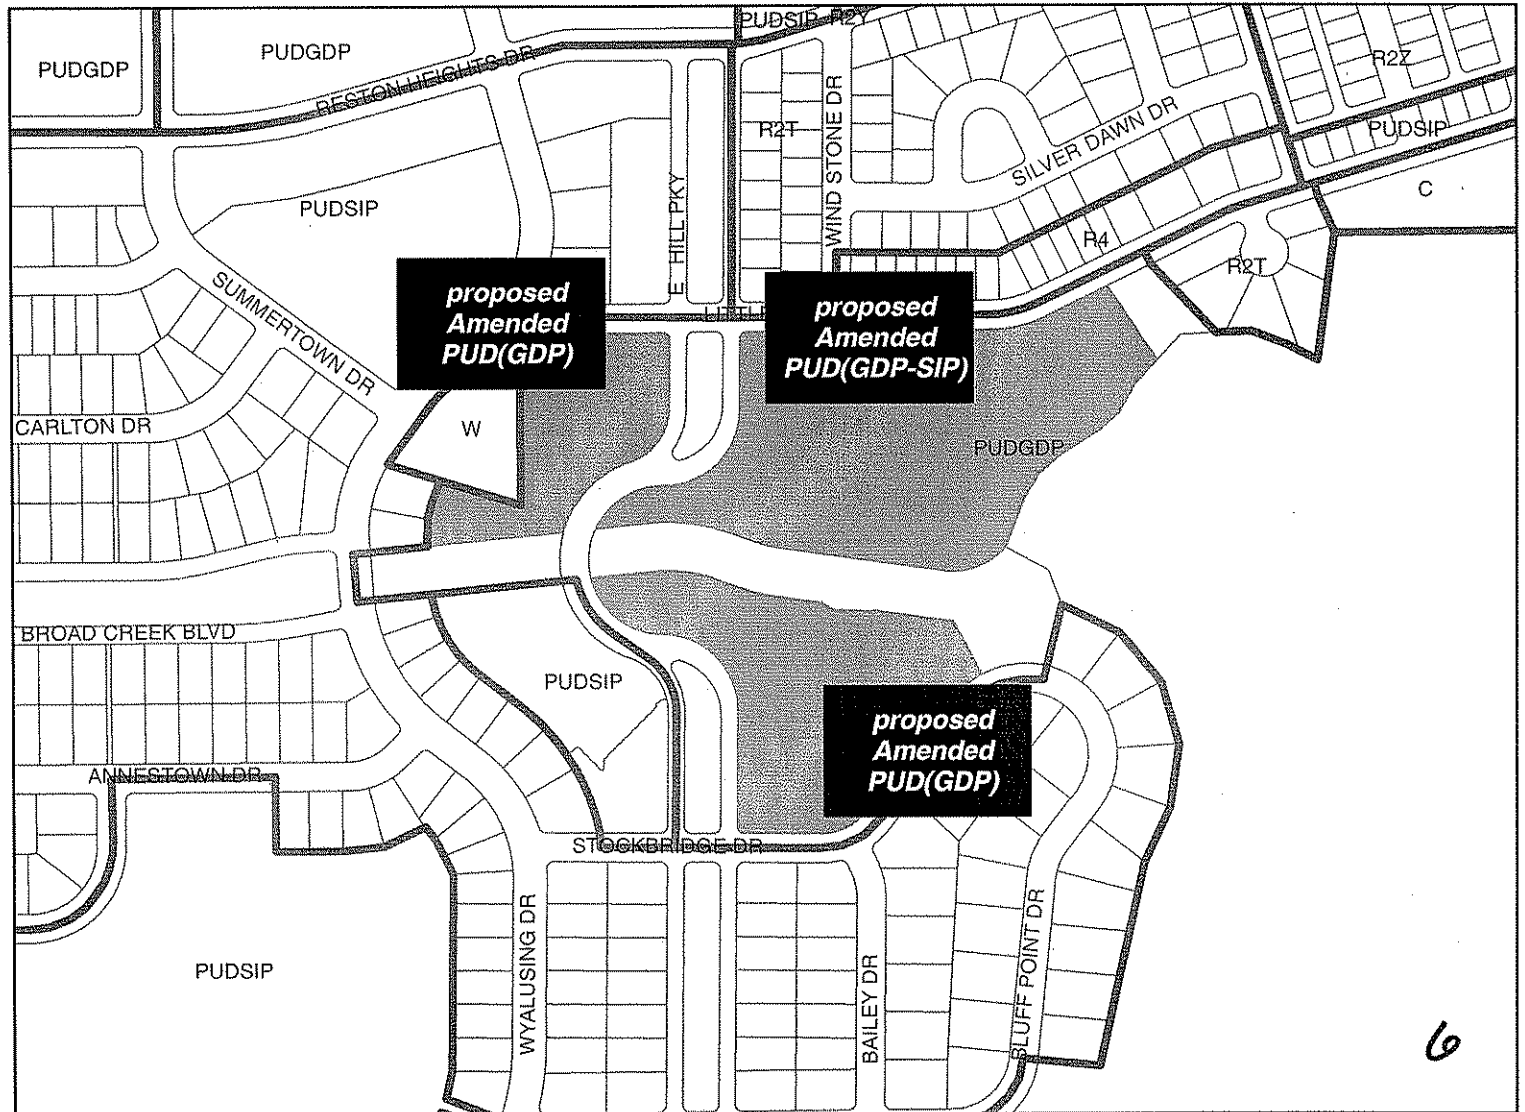 PUDSIP R2Y
PUDGDP
PUDGDP
RESTON HEIGHTS DR
R2Z
R2T
WIND STONE DR
SILVER DAWN DR
PUDSIP
C
E HILL PKY
PUDSIP
R4
R2T
SUMMERTOWN DR
proposed
Amended
PUD(GDP)
proposed
Amended
PUD(GDP-SIP)
CARLTON DR
W
PUDGDP
BROAD CREEK BLVD
PUDSIP
proposed
Amended
PUD(GDP)
ANNESTOWN DR
STOCKBRIDGE DR
WYALUSING DR
BAILEY DR
BLUFF POINT DR
PUDSIP
6